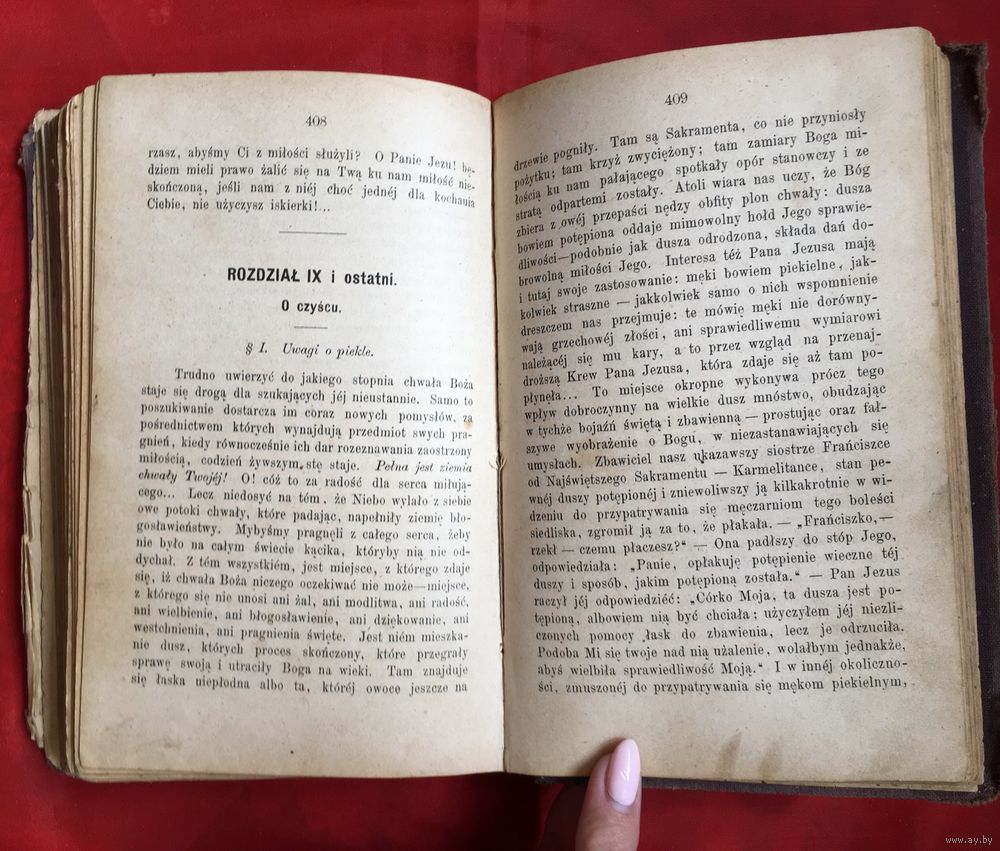 408
rzasz, abyśmy Ci z miłości służyli? O Panie Jezu! bę-
dziem mieli prawo żalić się na Twą ku nam miłość nie-
skończoną, jeśli nam z niéj choć jednéj dla kochania
Ciebie, nie użyczysz iskierki!...
ROZDZIAŁ IX i ostatni.
O czyścu.
§ I. Uwagi o piekle.
Trudno uwierzyć do jakiego stopnia chwała Boża
staje się drogą dla szukających jéj nieustannie. Samo to
poszukiwanie dostarcza im coraz nowych pomysłów, za
pośrednictwem których wynajdują przedmiot swych pra-
gnień, kiedy równocześnie ich dar rozeznawania zaostrzony
miłością, codzień żywszym się staje. Pełna jest ziemia
chwały Twojéj! O! cóż to za radość dla serca miłują-
cego... Lecz niedosyć na tém, że Niebo wylało z siebie
owe potoki chwały, które padając, napełniły ziemię bło-
gosławieństwy. Mybyśmy pragnęli z całego serca, żeby
nie było na całym świecie kącika, któryby nią nie od-
dychał. Z tém wszystkiém, jest miejsce, z którego zdaje
się, iż chwała Boża niczego oczekiwać nie może—miejsce,
z którego się nie unosi ani żal, ani modlitwa, ani radość,
ani wielbienie, ani błogosławienie, ani dziękowanie, ani
westchnienia, ani pragnienia święte. Jest niém mieszka-
nie dusz, których proces skończony, które przegrały
sprawę swoją i utraciły Boga na wieki. Tam znajduje
się łaska niepłodna albo ta, któréj owoce jeszcze na
409
drzewie pogniły. Tam są Sakramenta, co nie przyniosły
pożytku; tam krzyż zwyciężony; tam zamiary Boga mi-
łością ku nam pałającego spotkały opór stanowczy i ze
stratą odpartemi zostały. Atoli wiara nas uczy, że Bóg
zbiera z owéj przepaści nędzy obfity plon chwały: dusza
bowiem potępiona oddaje mimowolny hołd Jego sprawie-
dliwości—podobnie jak dusza odrodzona, składa dań do-
browolną miłości Jego. Interesa téż Pana Jezusa mają
i tutaj swoje zastosowanie: męki bowiem piekielne, jak-
kolwiek straszne — jakkolwiek samo o nich wspomnienie
dreszczem nas przejmuje: te mówię męki nie dorówny-
wają grzechowéj złości, ani sprawiedliwemu wymiarowi
należącéj się mu kary, a to przez wzgląd na przenaj-
droższą Krew Pana Jezusa, która zdaje się aż tam po-
płynęła... To miejsce okropne wykonywa prócz tego
wpływ dobroczynny na wielkie dusz mnóstwo, obudzając
w tychże bojaźń świętą i zbawienną — prostując oraz fał-
szywe wyobrażenie o Bogu, w niezastanawiających się
umysłach. Zbawiciel nasz ukazawszy siostrze Frańciszce
od Najświętszego Sakramentu — Karmelitance, stan pe-
wnéj duszy potępionéj i zniewoliwszy ją kilkakrotnie w wi-
dzeniu do przypatrywania się męczarniom tego boleści
siedliska, zgromił ją za to, że płakała. — „Frańciszko,—
rzekł — czemu płaczesz?“ — Ona padłszy do stóp Jego,
odpowiedziała: „Panie, opłakuję potępienie wieczne téj
duszy i sposób, jakim potępioną została.“ — Pan Jezus
raczył jéj odpowiedzieć: „Córko Moja, ta dusza jest po-
tępioną, albowiem nią być chciała; użyczyłem jéj niezli-
czonych pomocy łask do zbawienia, lecz je odrzuciła.
Podoba Mi się twoje nad nią użalenie, wolałbym jednakże,
abyś wielbiła sprawiedliwość Moją.“ I w innéj okoliczno-
ści, zmuszonéj do przypatrywania się mękom piekielnym,
www.ay.by